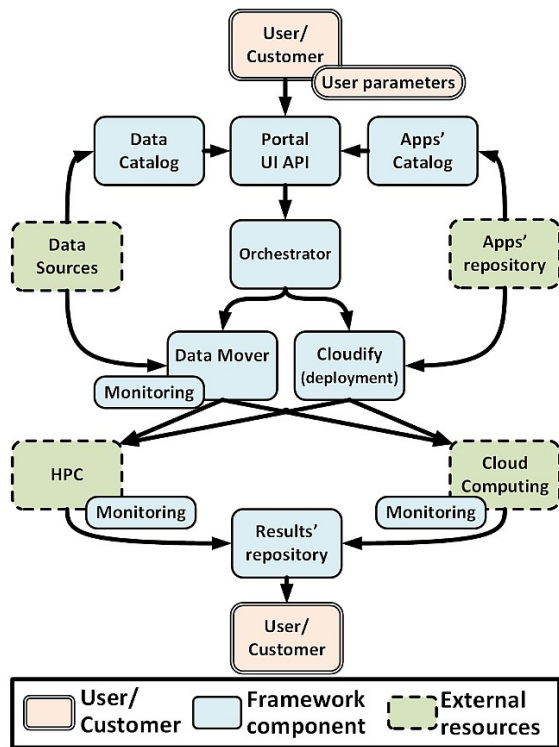 User/
Customer
User parameters
Data
Catalog
Portal
UI API
Apps'
Catalog
Data
Sources
Orchestrator
Apps'
repository
Data Mover
Monitoring
Cloudify
(deployment)
HPC
Monitoring
Cloud
Computing
Monitoring
Results'
repository
User/
Customer
User/
Customer
Framework
component
External
resources